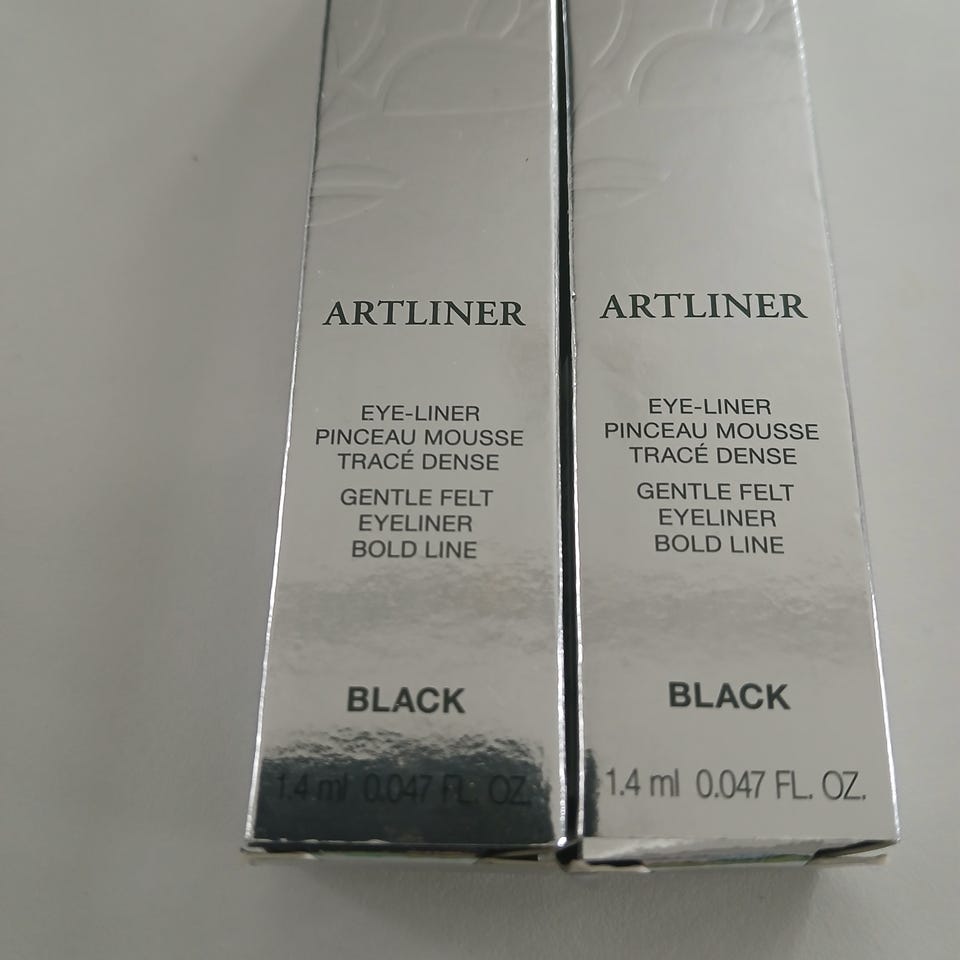 ARTLINER
EYE-LINER
PINCEAU MOUSSE
TRACÉ DENSE
GENTLE FELT
EYELINER
BOLD LINE
BLACK
1.4 ml 0.047 FL. OZ.
ARTLINER
EYE-LINER
PINCEAU MOUSSE
TRACÉ DENSE
GENTLE FELT
EYELINER
BOLD LINE
BLACK
1.4 ml 0.047 FL. OZ.